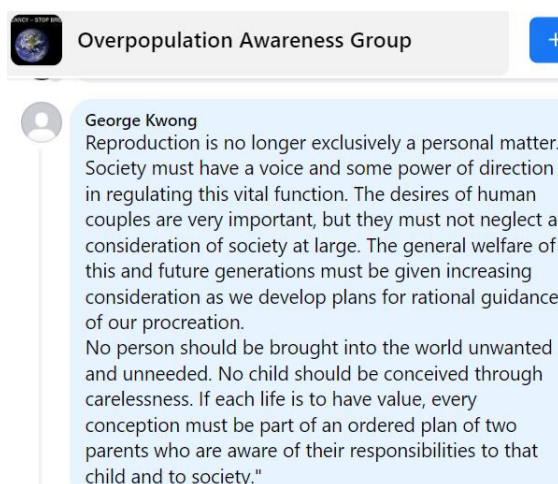 ANCY – STOP BRE
Overpopulation Awareness Group
+
George Kwong
Reproduction is no longer exclusively a personal matter.
Society must have a voice and some power of direction
in regulating this vital function. The desires of human
couples are very important, but they must not neglect a
consideration of society at large. The general welfare of
this and future generations must be given increasing
consideration as we develop plans for rational guidance
of our procreation.
No person should be brought into the world unwanted
and unneeded. No child should be conceived through
carelessness. If each life is to have value, every
conception must be part of an ordered plan of two
parents who are aware of their responsibilities to that
child and to society."